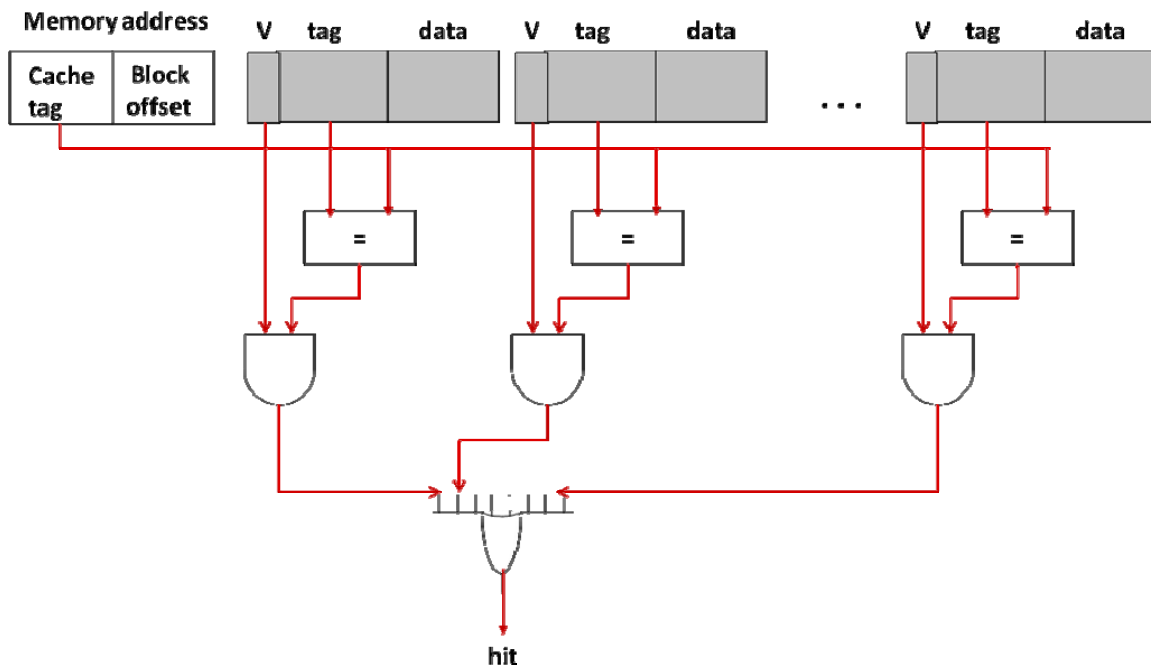 Memory address
V tag data
V tag data
V tag data
Cache tag
Block offset
. . .
=
=
=
hit